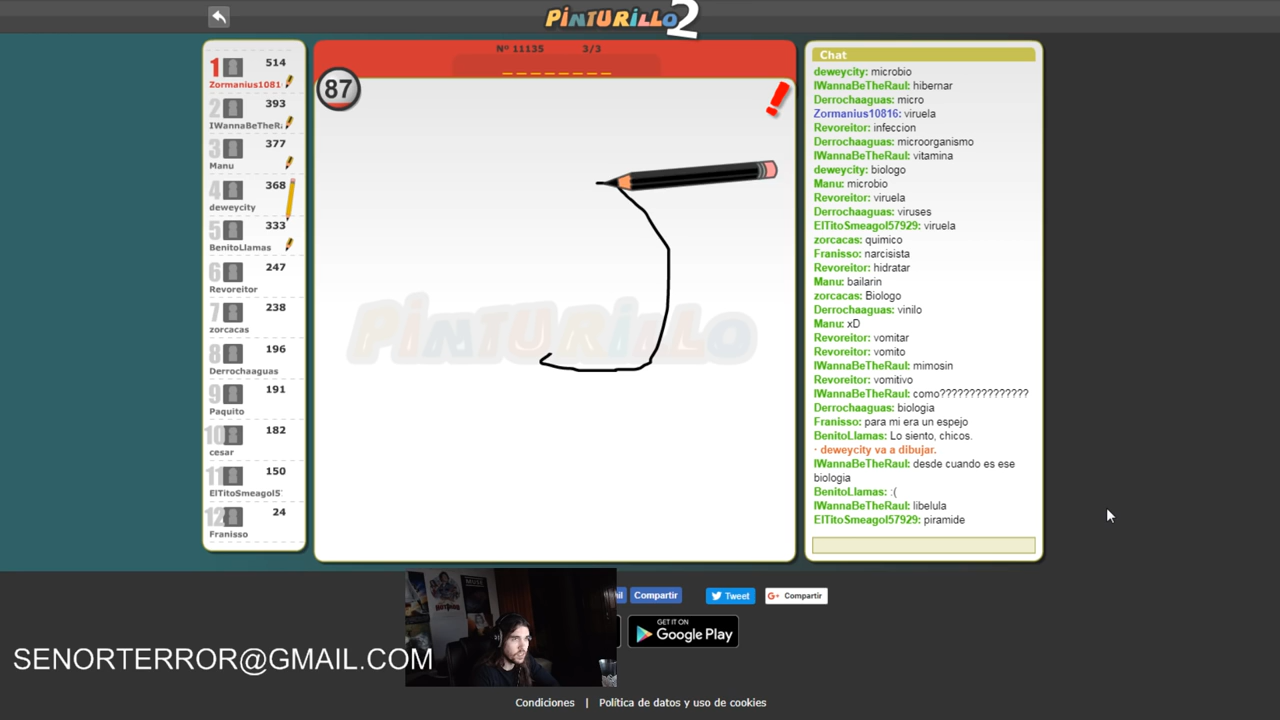 PINTURILLO 2
Nº 11135 3/3
87
PINTURILLO
1 514
Zormanius1081
2 393
IWannaBeTheRa
3 377
Manu
4 368
deweycity
5 333
BenitoLlamas
6 247
Revoreitor
7 238
zorcacas
8 196
Derrochaaguas
9 191
Paquito
10 182
cesar
11 150
ElTitoSmeagol5
12 24
Franisso
Chat
deweycity: microbio
IWannaBeTheRaul: hibernar
Derrochaaguas: micro
Zormanius10816: viruela
Revoreitor: infeccion
Derrochaaguas: microorganismo
IWannaBeTheRaul: vitamina
deweycity: biologo
Manu: microbio
Revoreitor: viruela
Derrochaaguas: viruses
ElTitoSmeagol57929: viruela
zorcacas: quimico
Franisso: narcisista
Revoreitor: hidratar
Manu: bailarin
zorcacas: Biologo
Derrochaaguas: vinilo
Manu: xD
Revoreitor: vomitar
Revoreitor: vomito
IWannaBeTheRaul: mimosin
Revoreitor: vomitivo
IWannaBeTheRaul: como???????????????
Derrochaaguas: biologia
Franisso: para mi era un espejo
BenitoLlamas: Lo siento, chicos.
· deweycity va a dibujar.
IWannaBeTheRaul: desde cuando es ese
biologia
BenitoLlamas: :(
IWannaBeTheRaul: libelula
ElTitoSmeagol57929: piramide
Compartir Tweet G+ Compartir
GET IT ON
Google Play
SENORTERROR@GMAIL.COM
Condiciones | Política de datos y uso de cookies